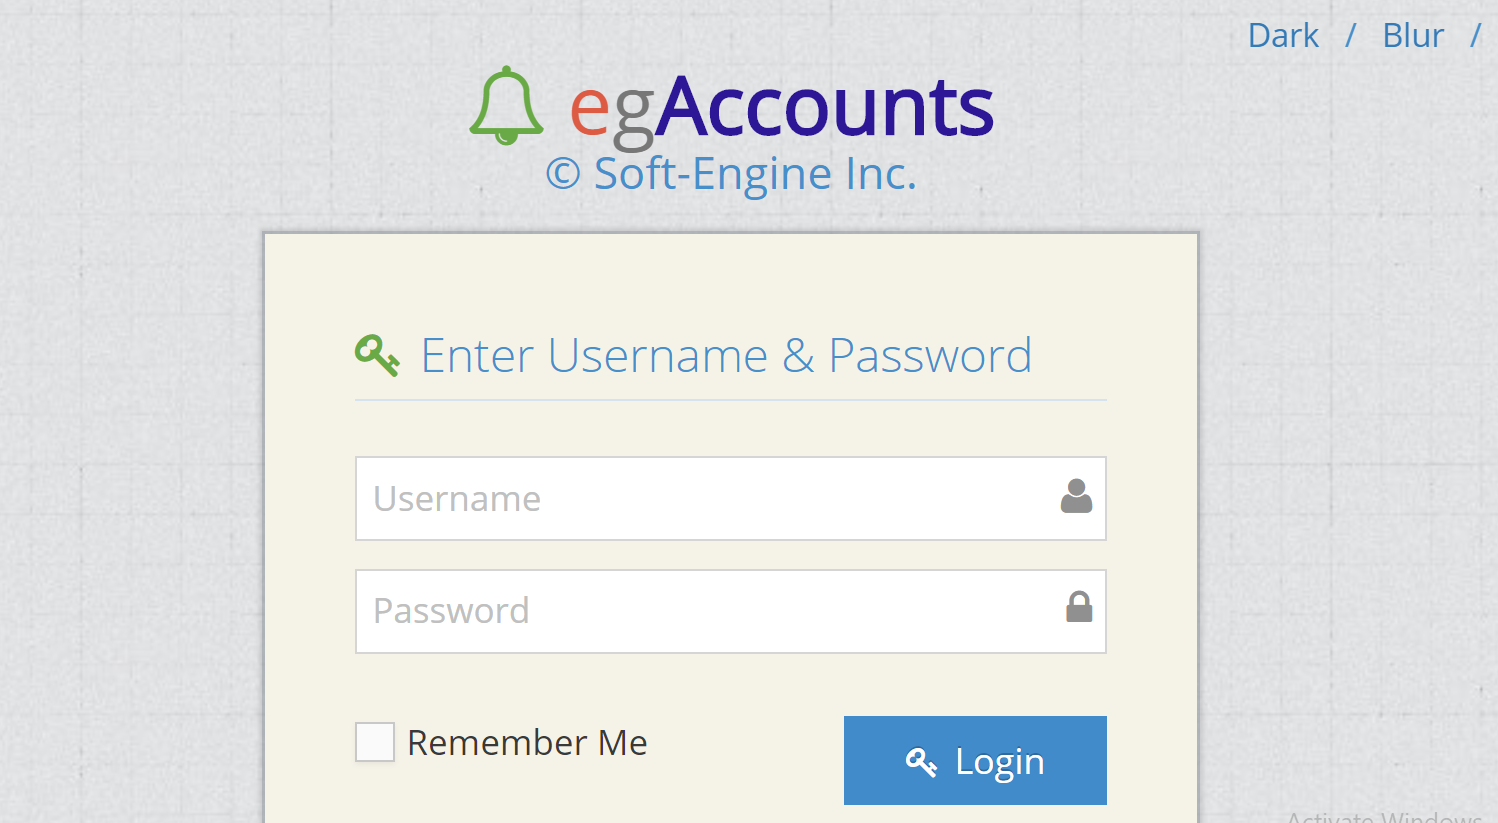 Dark / Blur /
egAccounts
© Soft-Engine Inc.
Enter Username & Password
Username
Password
Remember Me
Login
Activate Windows